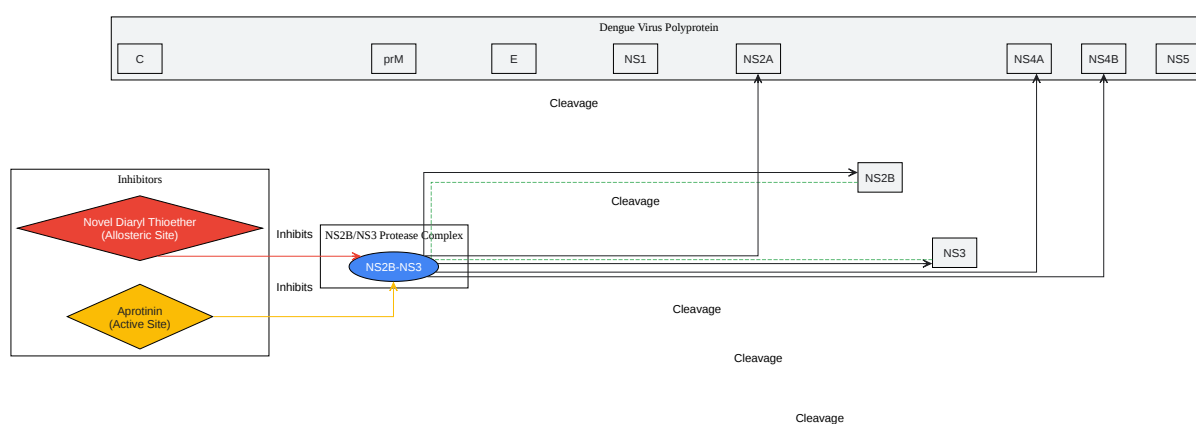 Dengue Virus Polyprotein
C
prM
E
NS1
NS2A
NS4A
NS4B
NS5
Cleavage
Inhibitors
NS2B
Cleavage
Novel Diaryl Thioether
(Allosteric Site)
Inhibits
NS2B/NS3 Protease Complex
NS3
NS2B-NS3
Inhibits
Aprotinin
(Active Site)
Cleavage
Cleavage
Cleavage